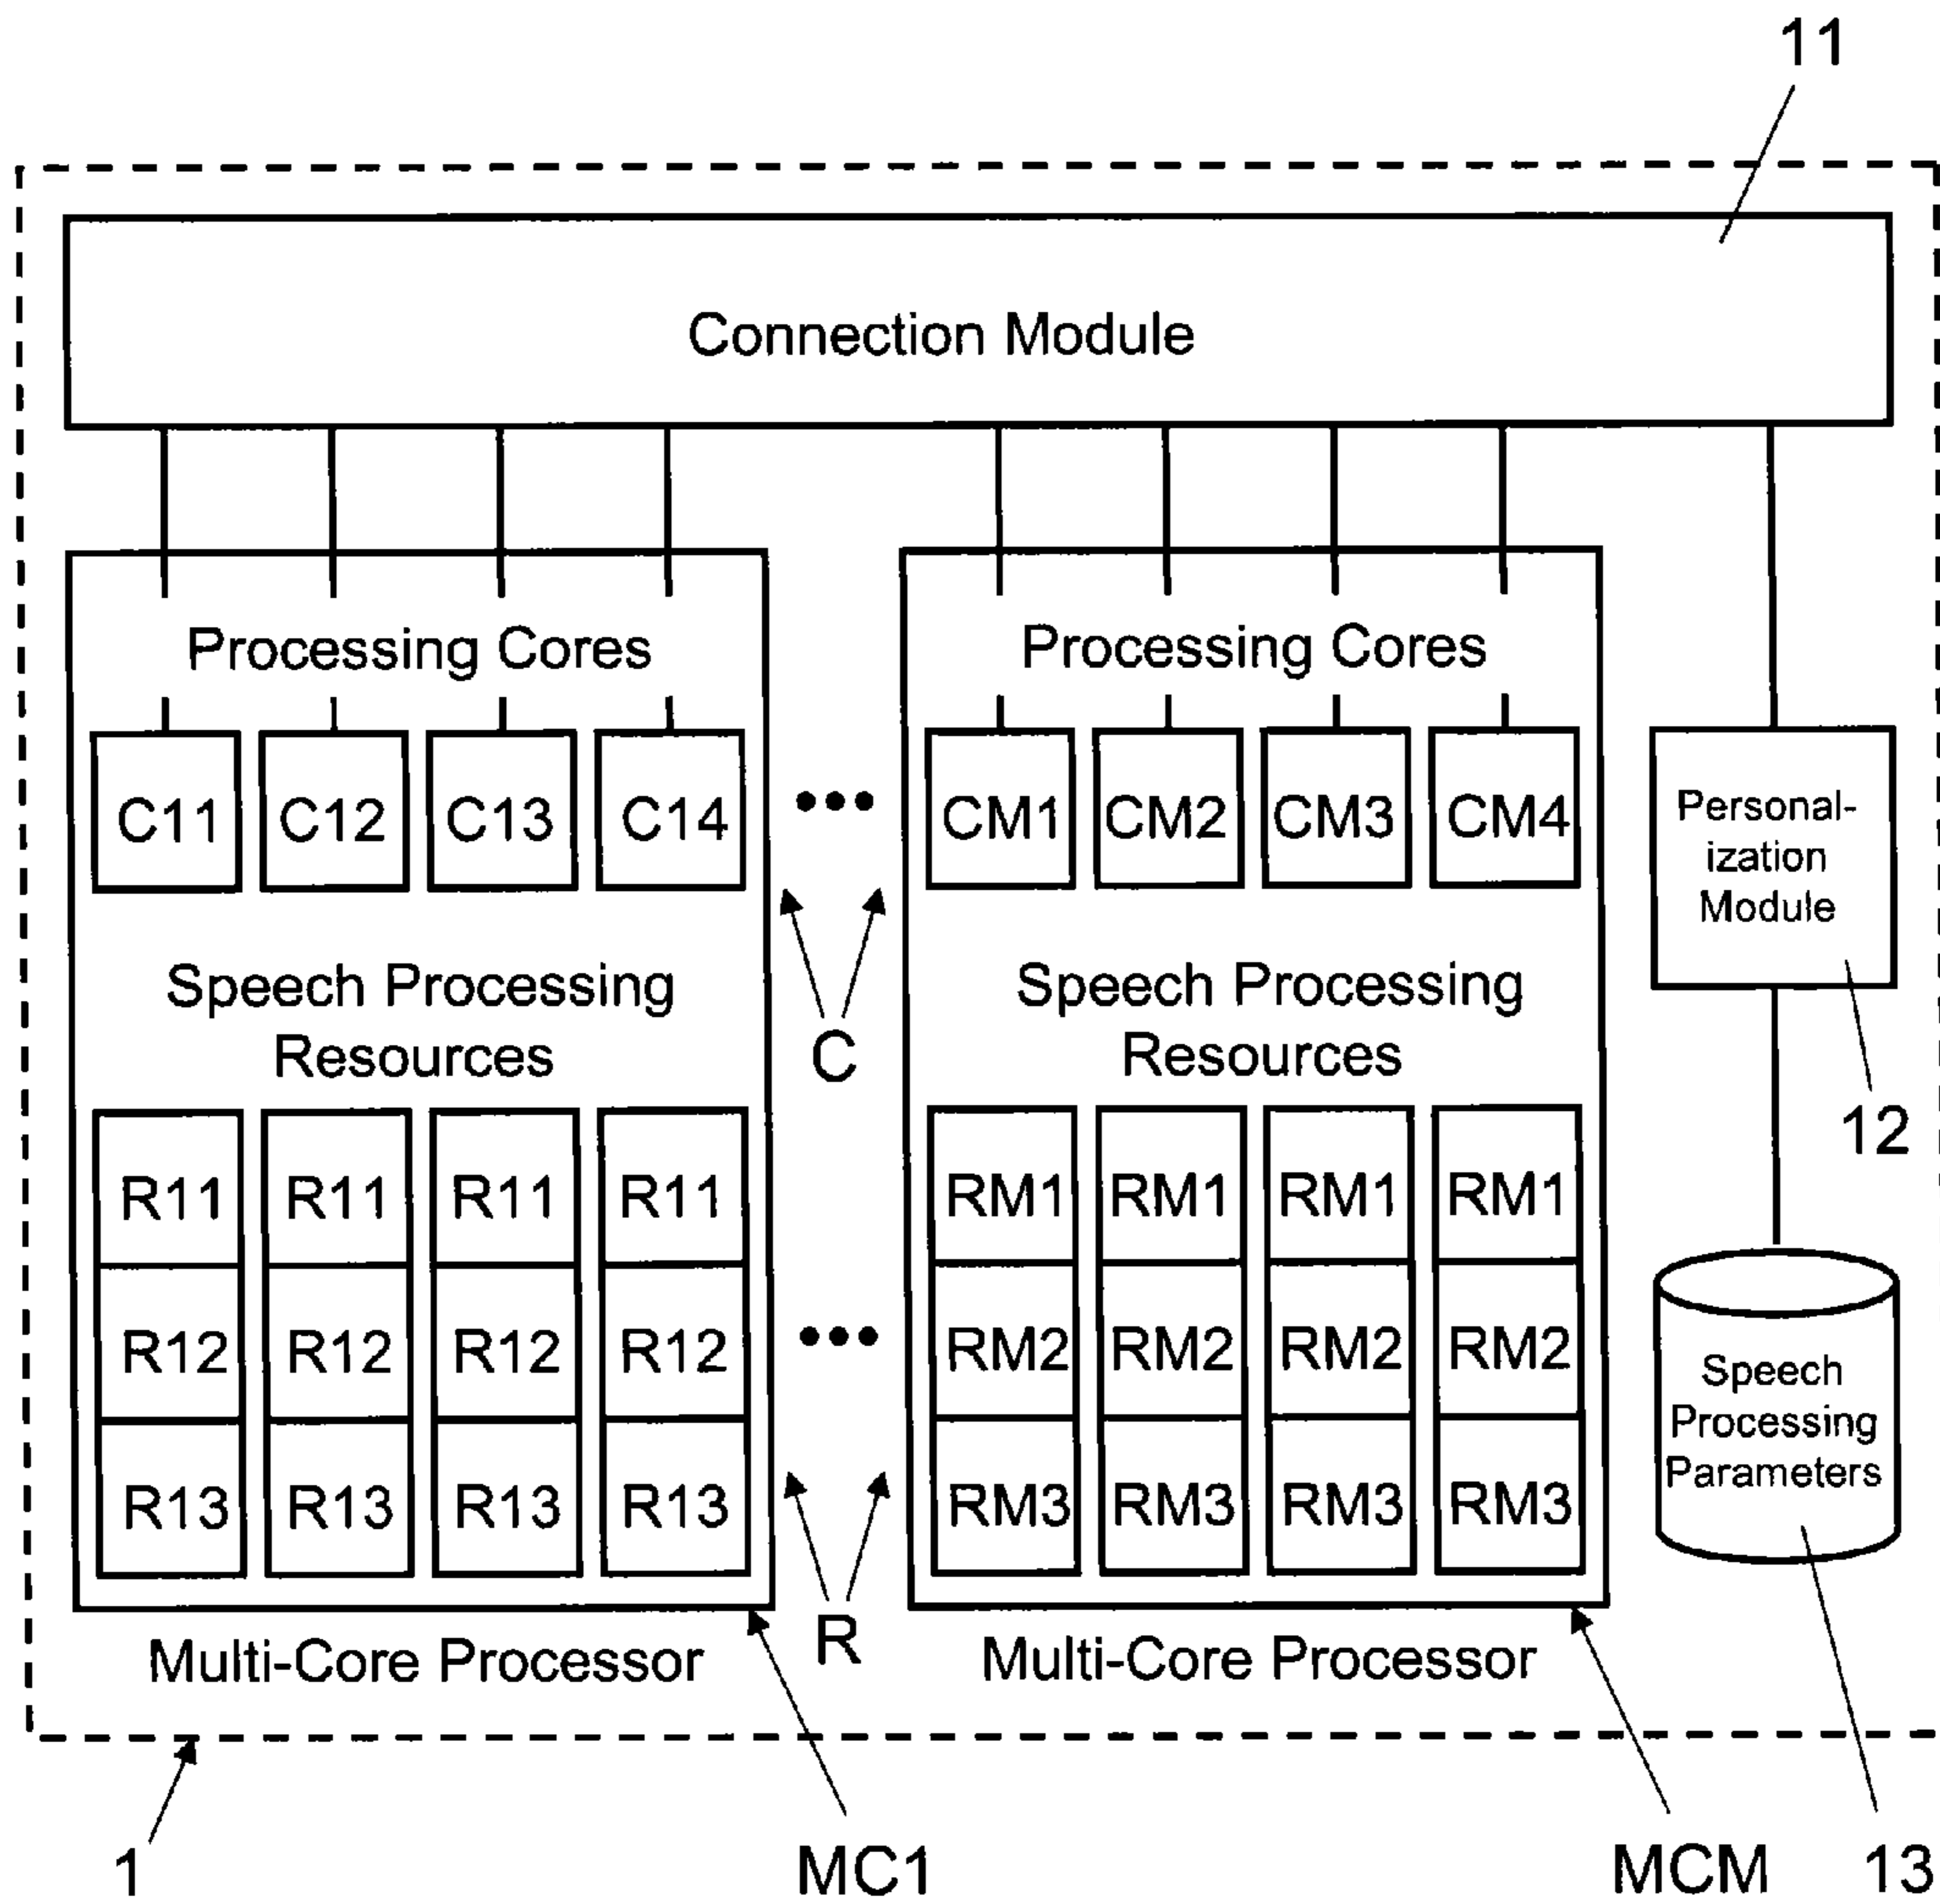 11
Connection Module
Processing Cores
Processing Cores
C11 C12 C13 C14
CM1 CM2 CM3 CM4
Personal-
ization
Module
Speech Processing
Resources
C
Speech Processing
Resources
12
R11 R11 R11 R11
RM1 RM1 RM1 RM1
R12 R12 R12 R12
RM2 RM2 RM2 RM2
R13 R13 R13 R13
RM3 RM3 RM3 RM3
Speech
Processing
Parameters
Multi-Core Processor
R
Multi-Core Processor
1
MC1
MCM
13